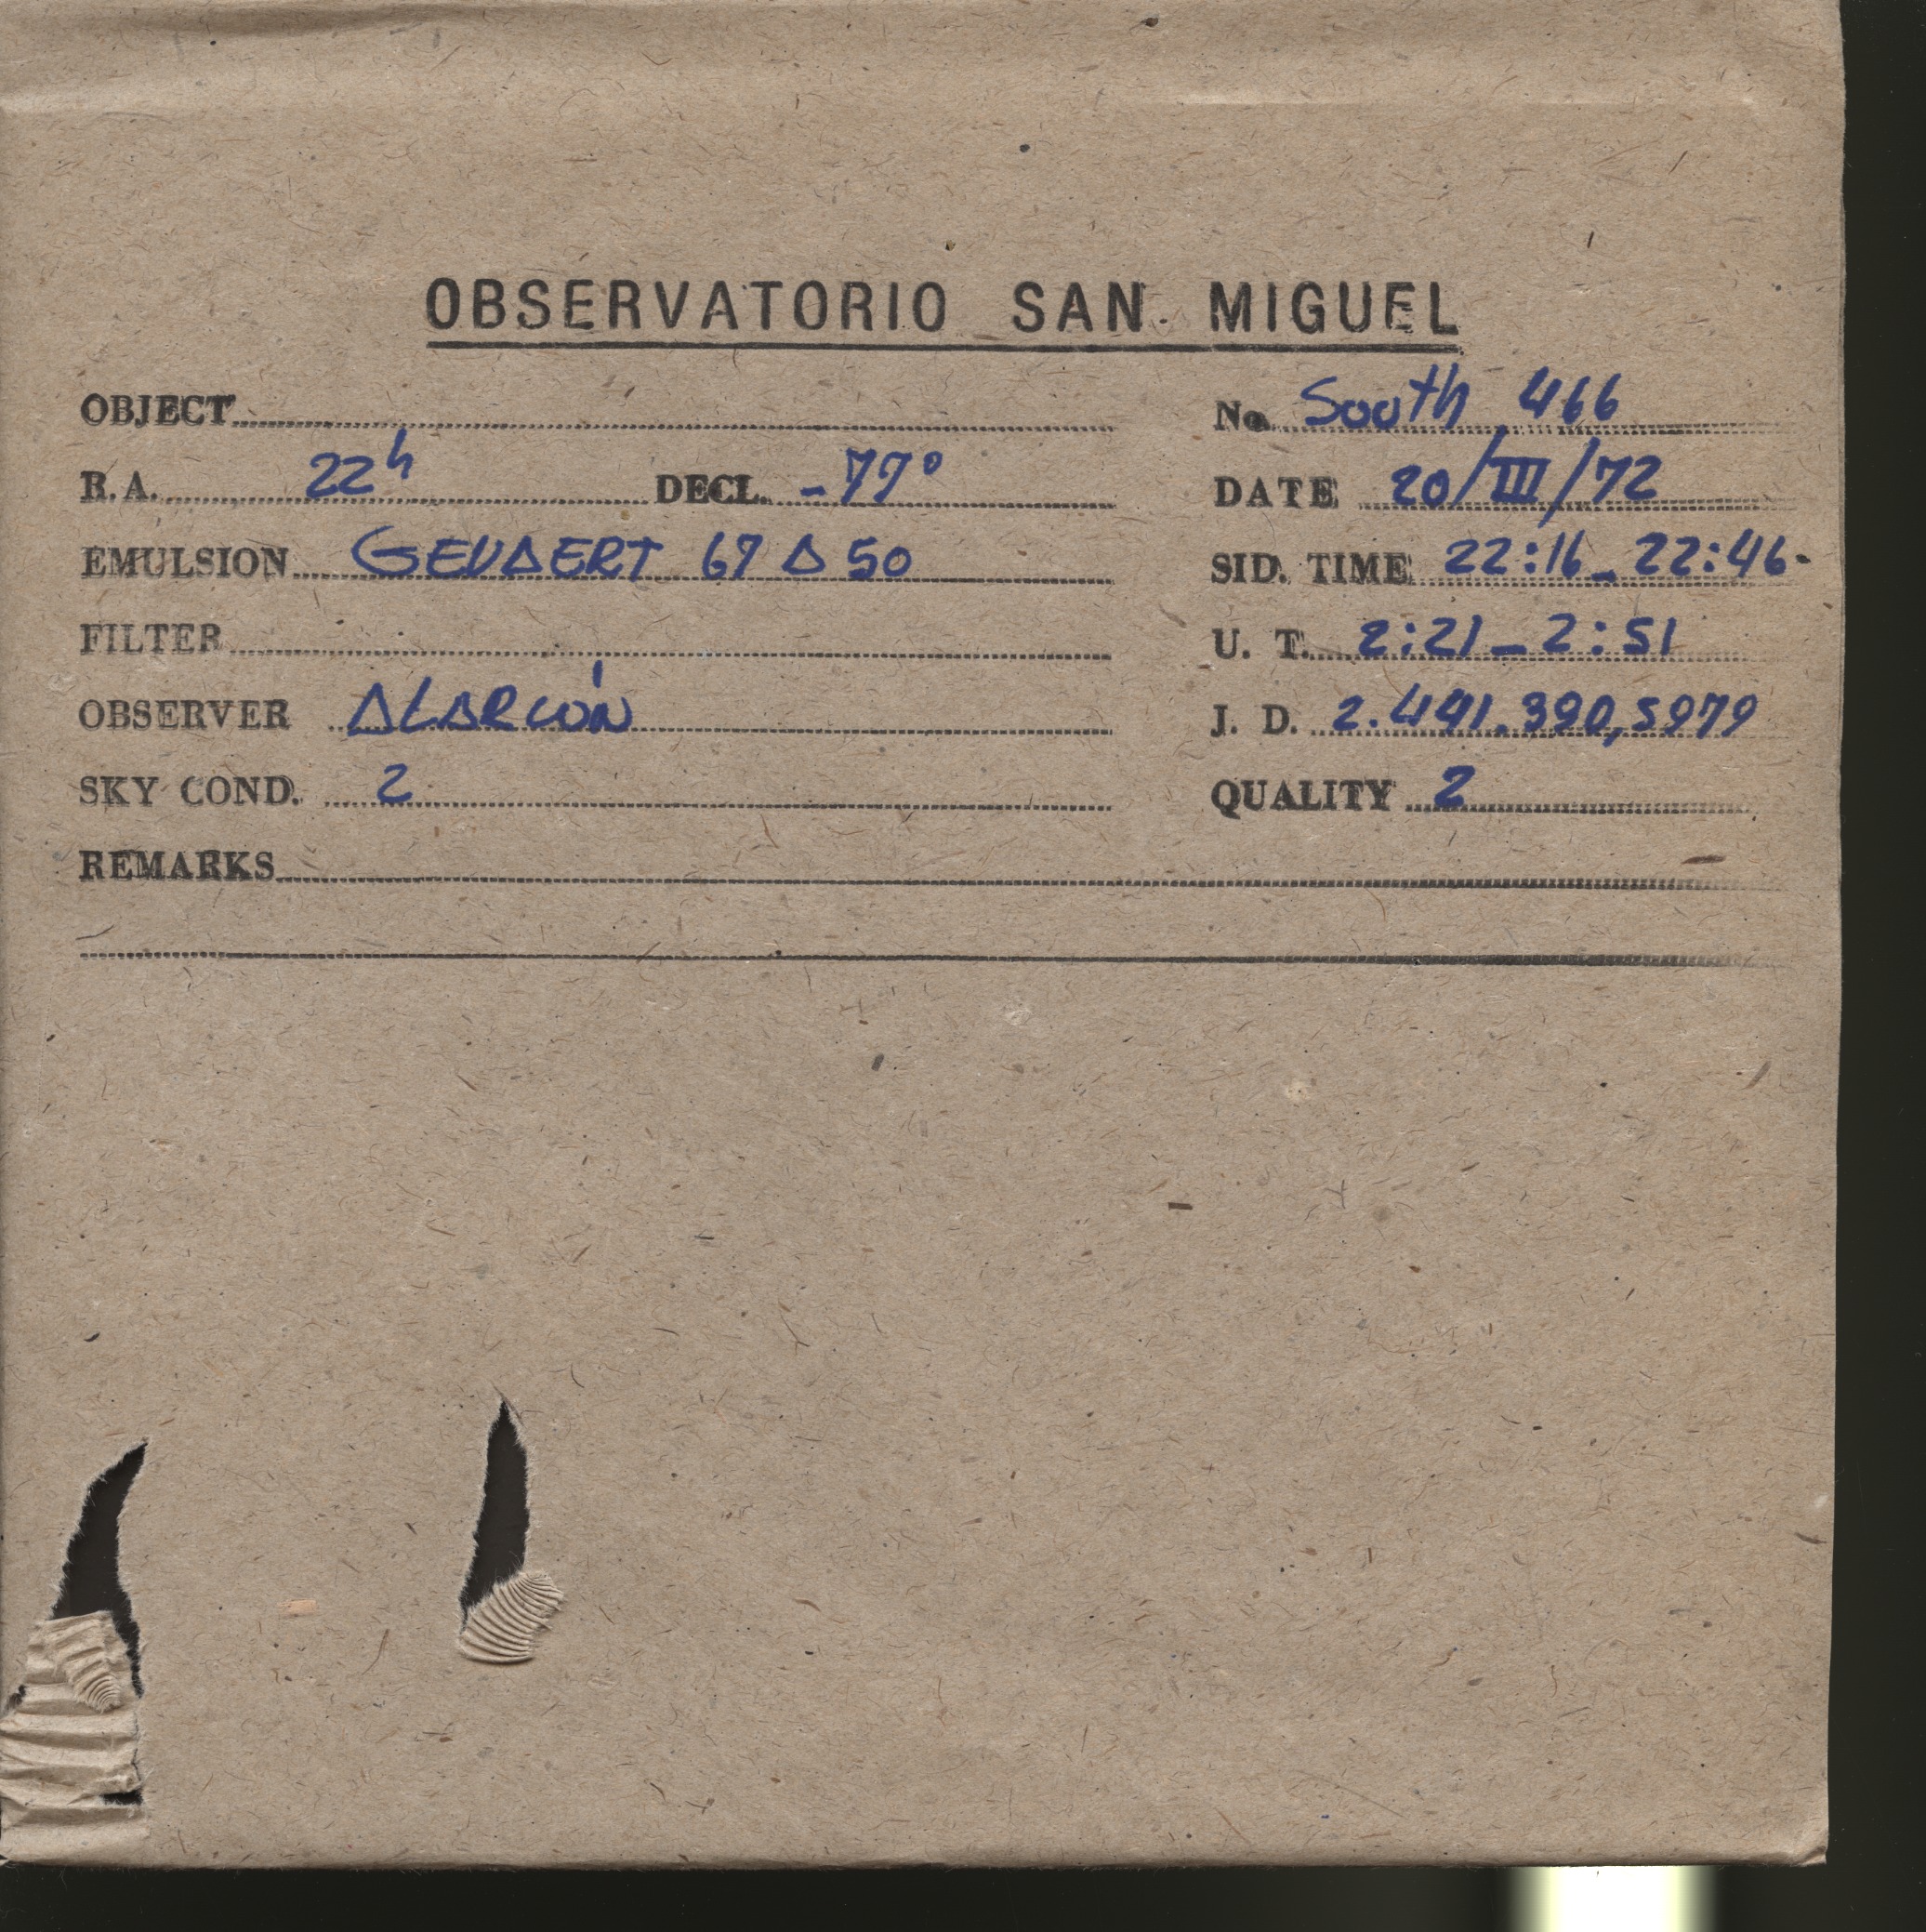 OBSERVATORIO SAN MIGUEL
OBJECT
No. South 466
R.A. 22h DECL. -77°
DATE 20/III/72
EMULSION GEVAERT 67 A 50
SID. TIME 22:16 - 22:46-
FILTER
U. T. 2:21 - 2:51
OBSERVER ALARCÓN
J. D. 2.441.390,5979
SKY COND. 2
QUALITY 2
REMARKS